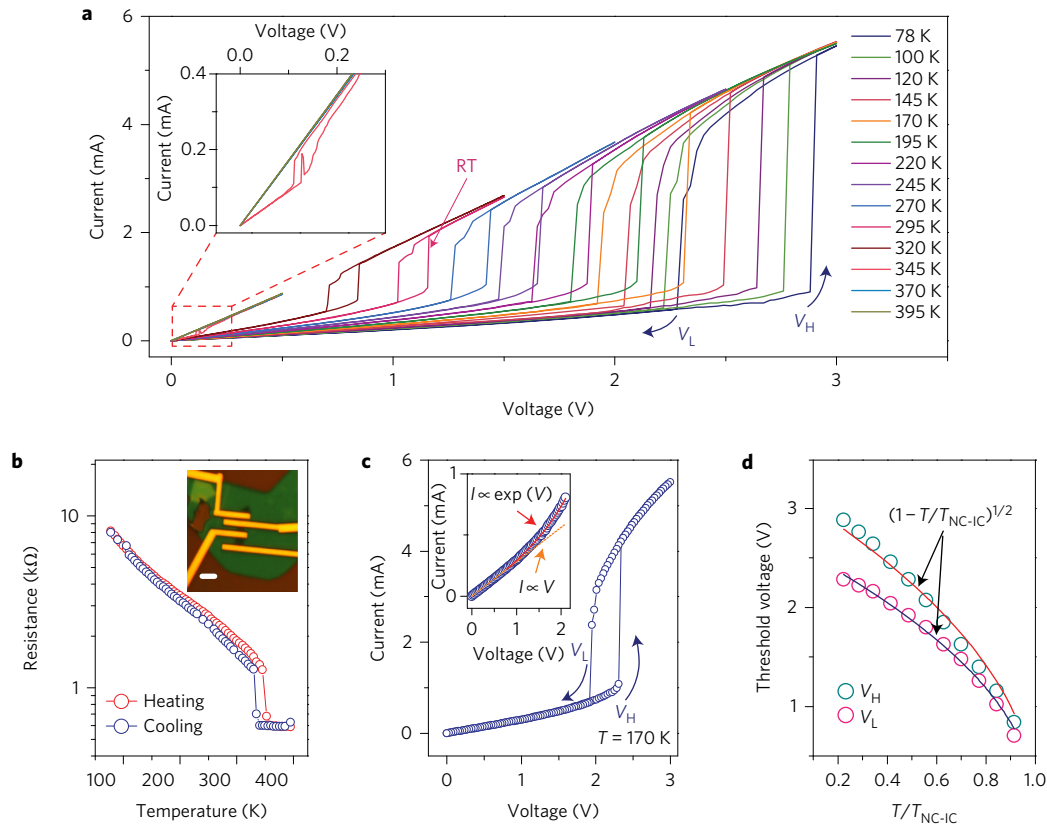 a
Voltage (V)
0.0 0.2
0.4
0.2
0.0
Current (mA)
6
4
2
0
Current (mA)
RT
V_L
V_H
0 1 2 3
Voltage (V)
78 K
100 K
120 K
145 K
170 K
195 K
220 K
245 K
270 K
295 K
320 K
345 K
370 K
395 K
b
10
1
Resistance (kΩ)
Heating
Cooling
100 200 300 400
Temperature (K)
c
6
4
2
0
Current (mA)
1
0
Current (mA)
I ∝ exp (V)
I ∝ V
0 1 2
Voltage (V)
V_L
V_H
T = 170 K
0 1 2 3
Voltage (V)
d
3
2
1
Threshold voltage (V)
(1 – T/T_NC-IC)^1/2
V_H
V_L
0.2 0.4 0.6 0.8 1.0
T/T_NC-IC